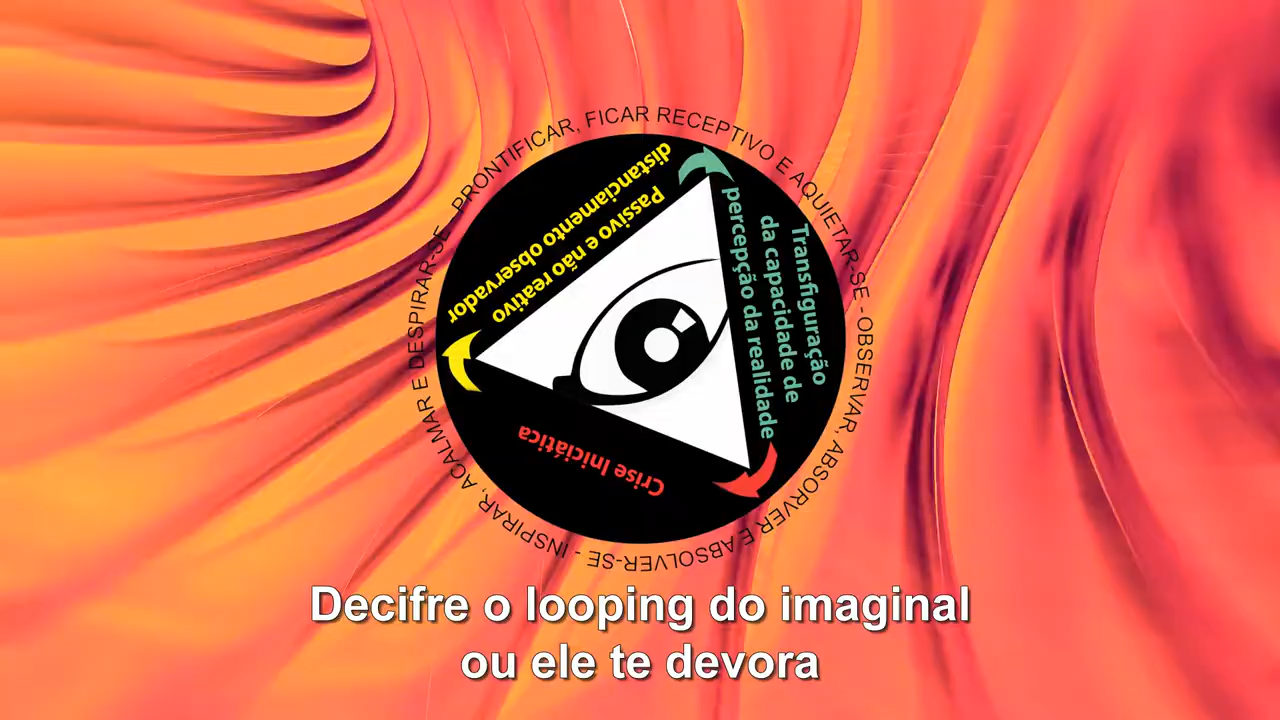 PRONTIFICAR, FICAR RECEPTIVO E AQUIETAR-SE - OBSERVAR, ABSORVER E ABSOLVER-SE - INSPIRAR, ACALMAR E DESPIRAR-SE -
Passivo e não reativo
distanciamento observador
Transfiguração
da capacidade de
percepção da realidade
Crise Iniciática
Decifre o looping do imaginal
ou ele te devora